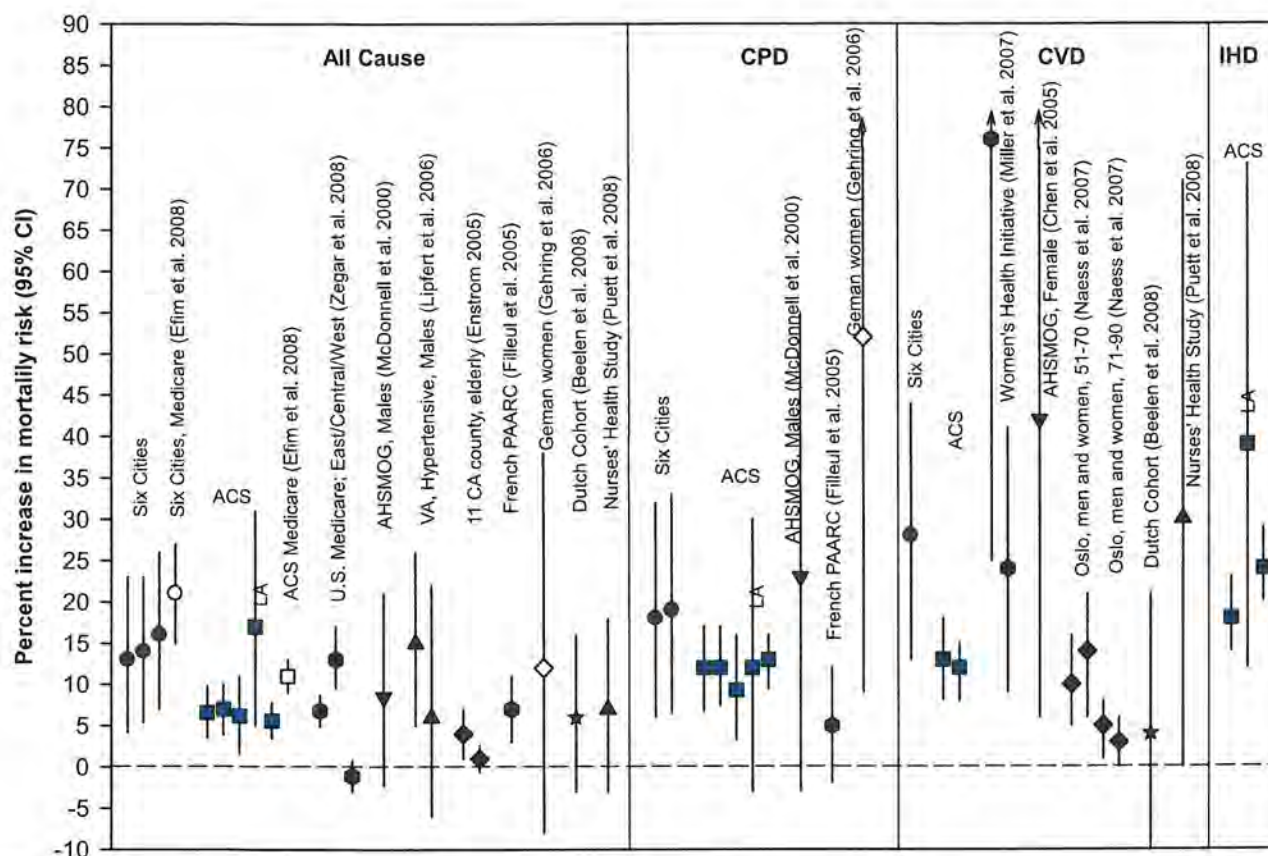 Percent increase in mortalily risk (95% CI)
90
85
80
75
70
65
60
55
50
45
40
35
30
25
20
15
10
5
0
-5
-10
All Cause
Six Cities
Six Cities, Medicare (Efim et al. 2008)
ACS
LA
ACS Medicare (Efim et al. 2008)
U.S. Medicare; East/Central/West (Zegar et al. 2008)
AHSMOG, Males (McDonnell et al. 2000)
VA, Hypertensive, Males (Lipfert et al. 2006)
11 CA county, elderly (Enstrom 2005)
French PAARC (Filleul et al. 2005)
German women (Gehring et al. 2006)
Dutch Cohort (Beelen et al. 2008)
Nurses' Health Study (Puett et al. 2008)
CPD
Six Cities
ACS
LA
AHSMOG, Males (McDonnell et al. 2000)
French PAARC (Filleul et al. 2005)
German women (Gehring et al. 2006)
CVD
Six Cities
ACS
Women's Health Initiative (Miller et al. 2007)
AHSMOG, Female (Chen et al. 2005)
Oslo, men and women, 51-70 (Naess et al. 2007)
Oslo, men and women, 71-90 (Naess et al. 2007)
Dutch Cohort (Beelen et al. 2008)
Nurses' Health Study (Puett et al. 2008)
IHD
ACS
LA